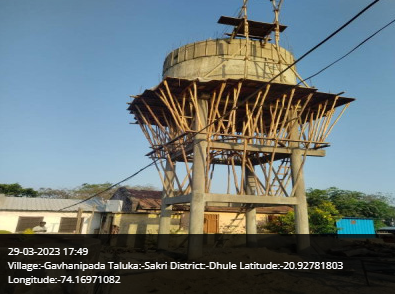 29-03-2023 17:49
Village:-Gavhanipada Taluka:-Sakri District:-Dhule Latitude:-20.92781803
Longitude:-74.16971082